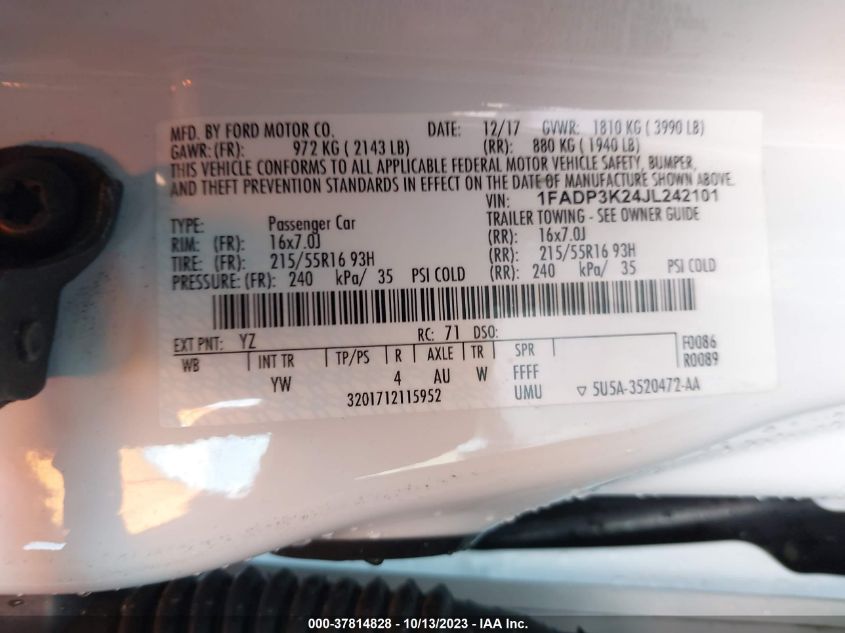 MFD. BY FORD MOTOR CO. DATE: 12/17 GVWR: 1810 KG ( 3990 LB)
GAWR: (FR): 972 KG ( 2143 LB) (RR): 880 KG ( 1940 LB)
THIS VEHICLE CONFORMS TO ALL APPLICABLE FEDERAL MOTOR VEHICLE SAFETY, BUMPER,
AND THEFT PREVENTION STANDARDS IN EFFECT ON THE DATE OF MANUFACTURE SHOWN ABOVE.
VIN: 1FADP3K24JL242101
TYPE: Passenger Car TRAILER TOWING - SEE OWNER GUIDE
RIM: (FR): 16x7.0J (RR): 16x7.0J
TIRE: (FR): 215/55R16 93H (RR): 215/55R16 93H
PRESSURE: (FR): 240 kPa/ 35 PSI COLD (RR): 240 kPa/ 35 PSI COLD
EXT PNT: YZ RC: 71 DSO: F0086
WB INT TR TP/PS R AXLE TR SPR R0089
YW 4 AU W FFFF
UMU
3201712115952 ▽ 5U5A-3520472-AA
000-37814828 - 10/13/2023 - IAA Inc.